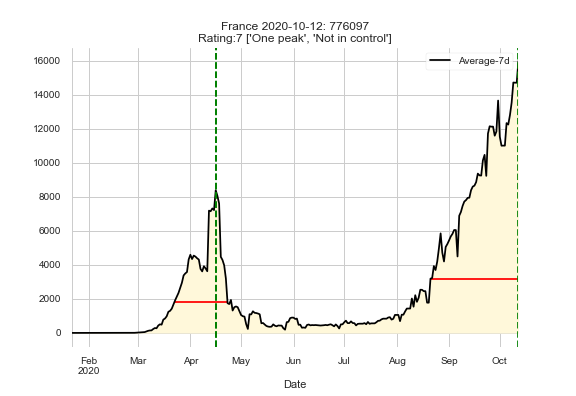 France 2020-10-12: 776097
Rating:7 ['One peak', 'Not in control']
Average-7d
16000
14000
12000
10000
8000
6000
4000
2000
0
Feb Mar Apr May Jun Jul Aug Sep Oct
2020
Date